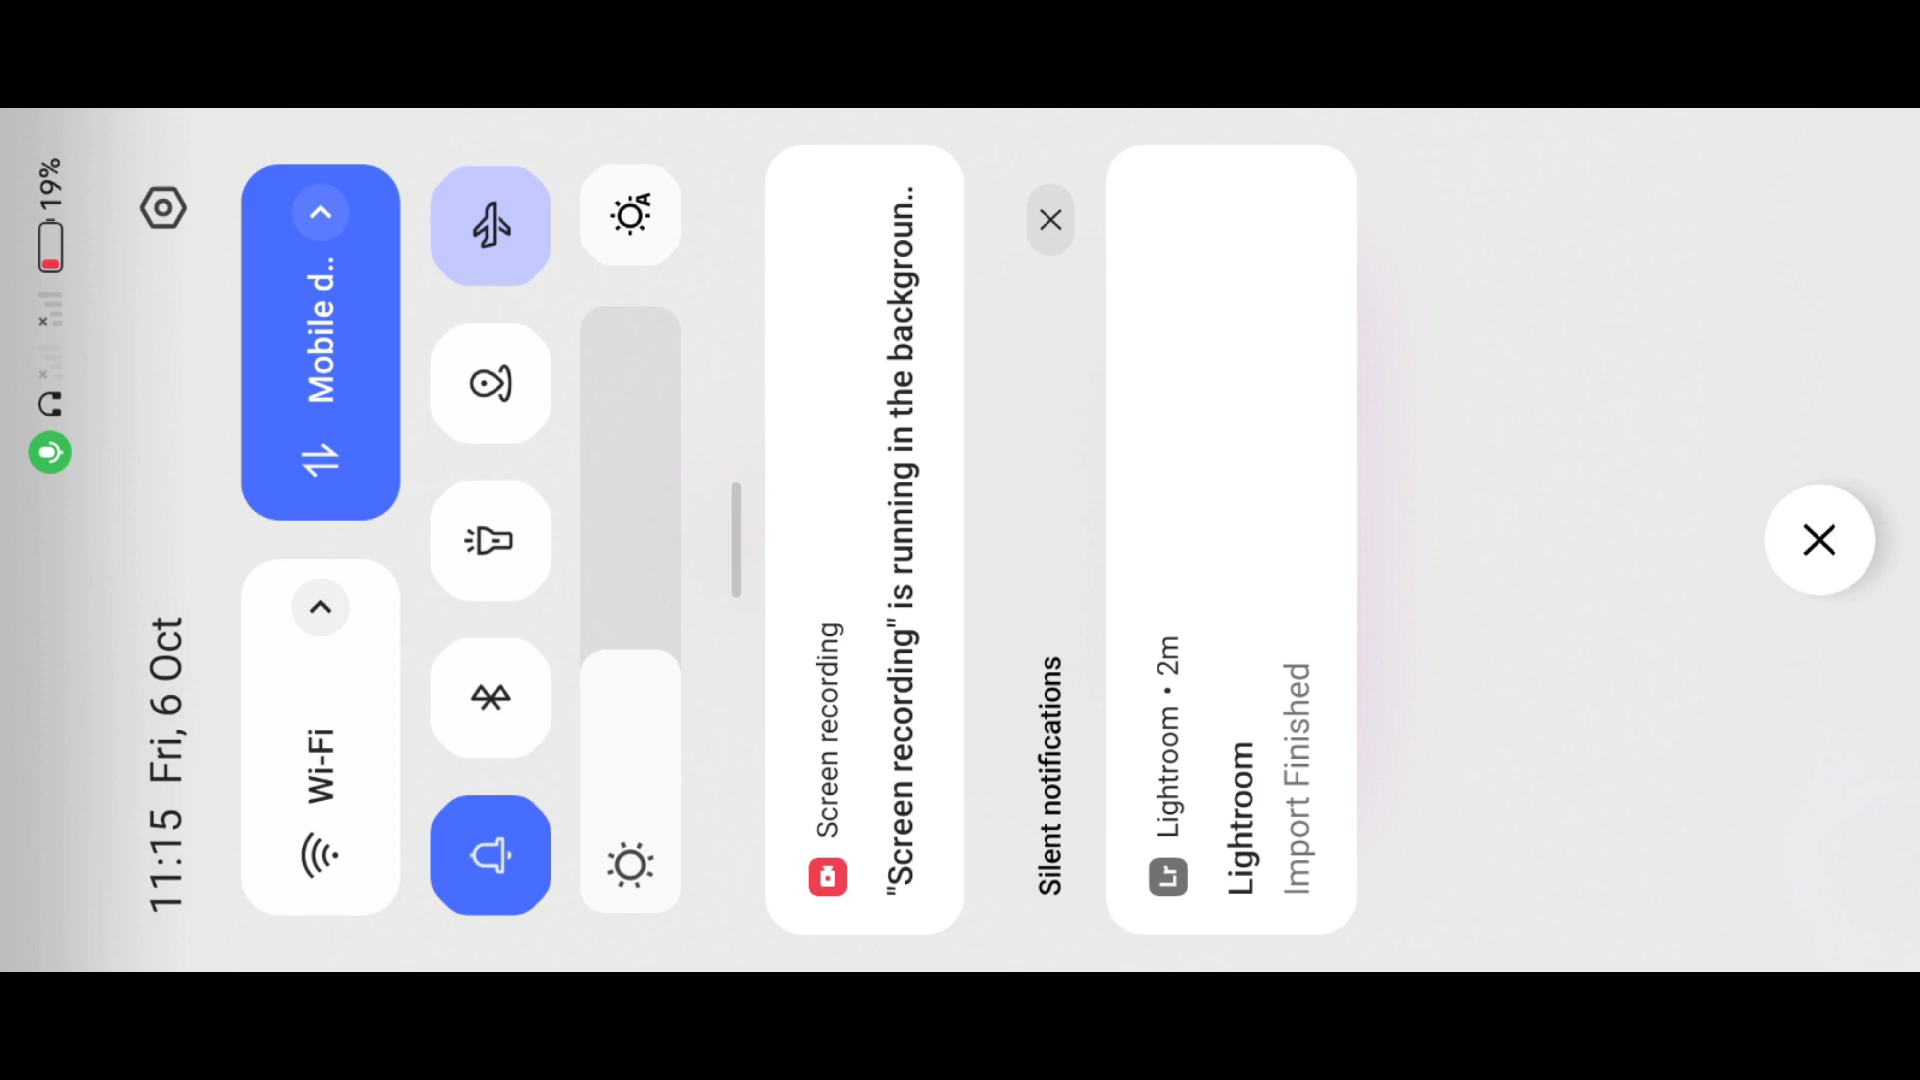 19%
11:15 Fri, 6 Oct
Wi-Fi
Mobile d..
A
Screen recording
"Screen recording" is running in the backgroun..
Silent notifications
Lr Lightroom • 2m
Lightroom
Import Finished